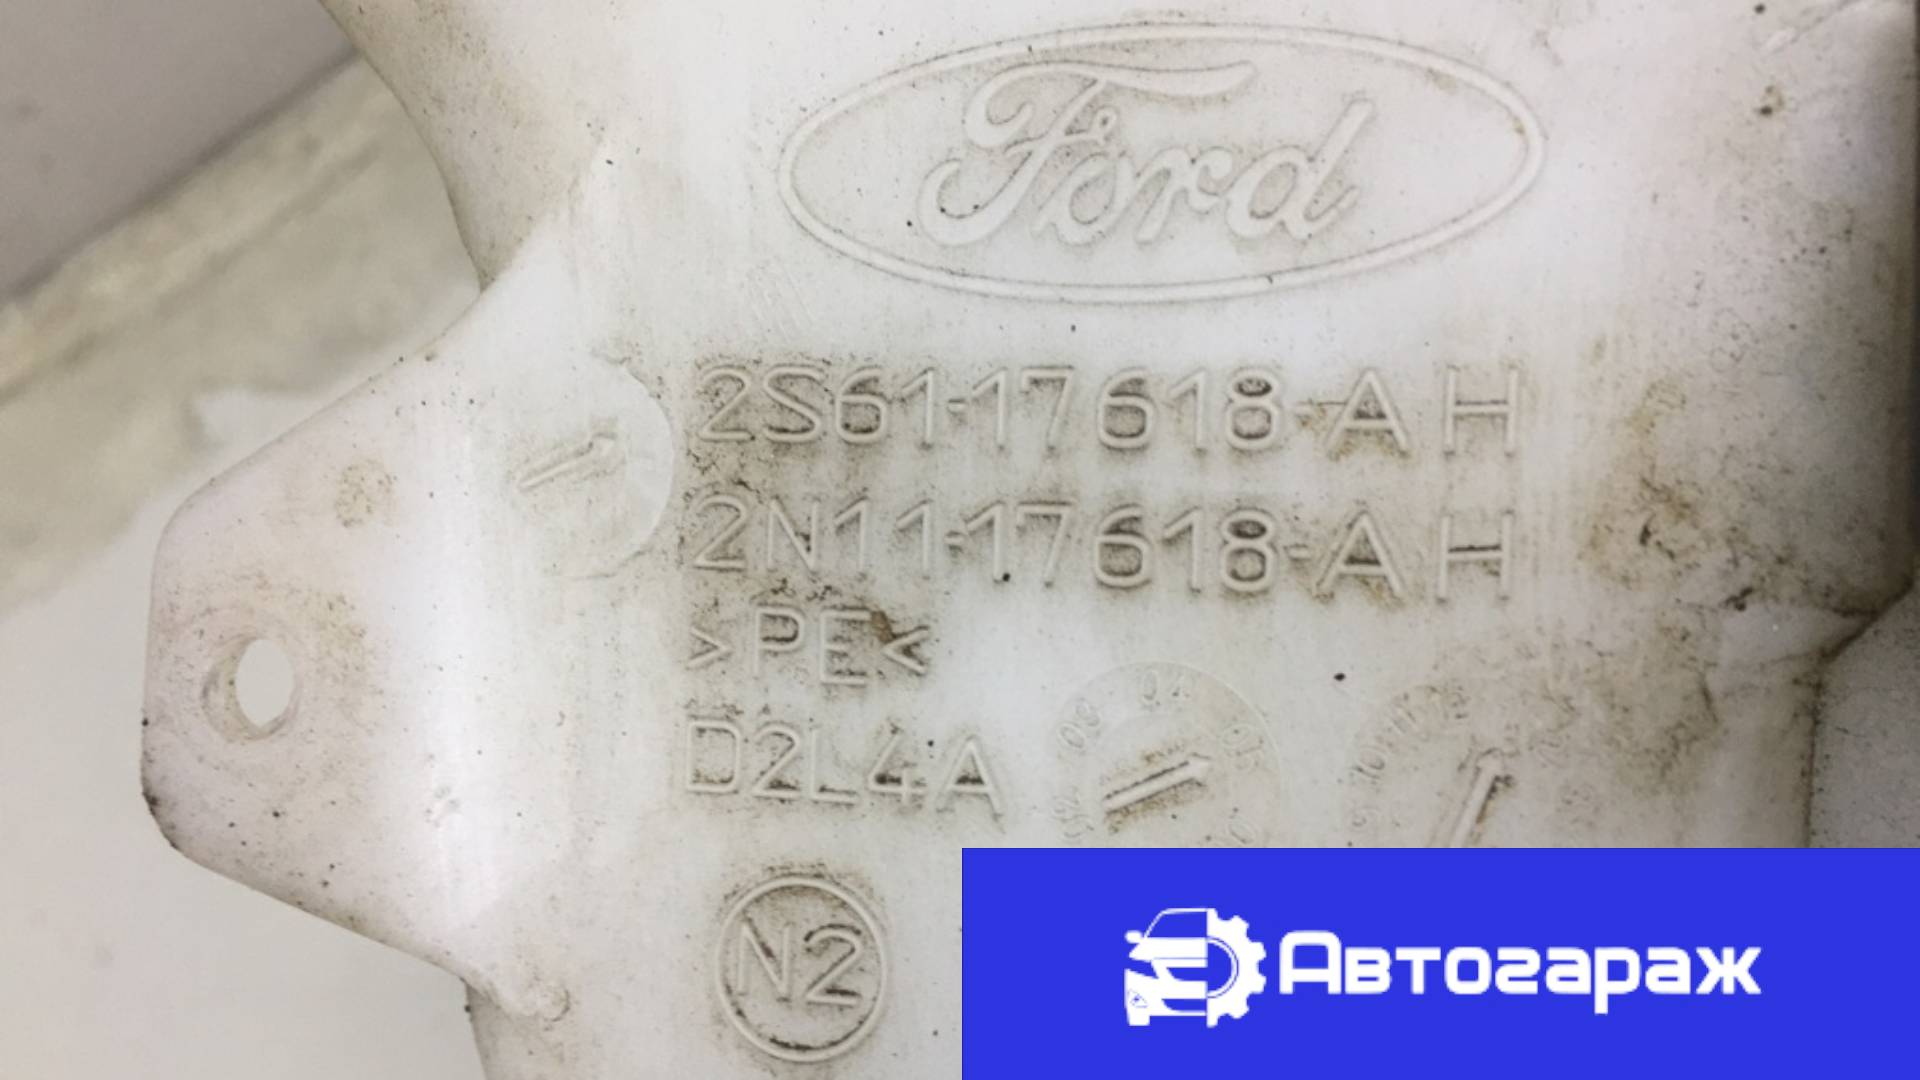 Ford
2S61-17618-AH
2N11-17618-AH
>PE<
D2L4A
N2
Автогараж